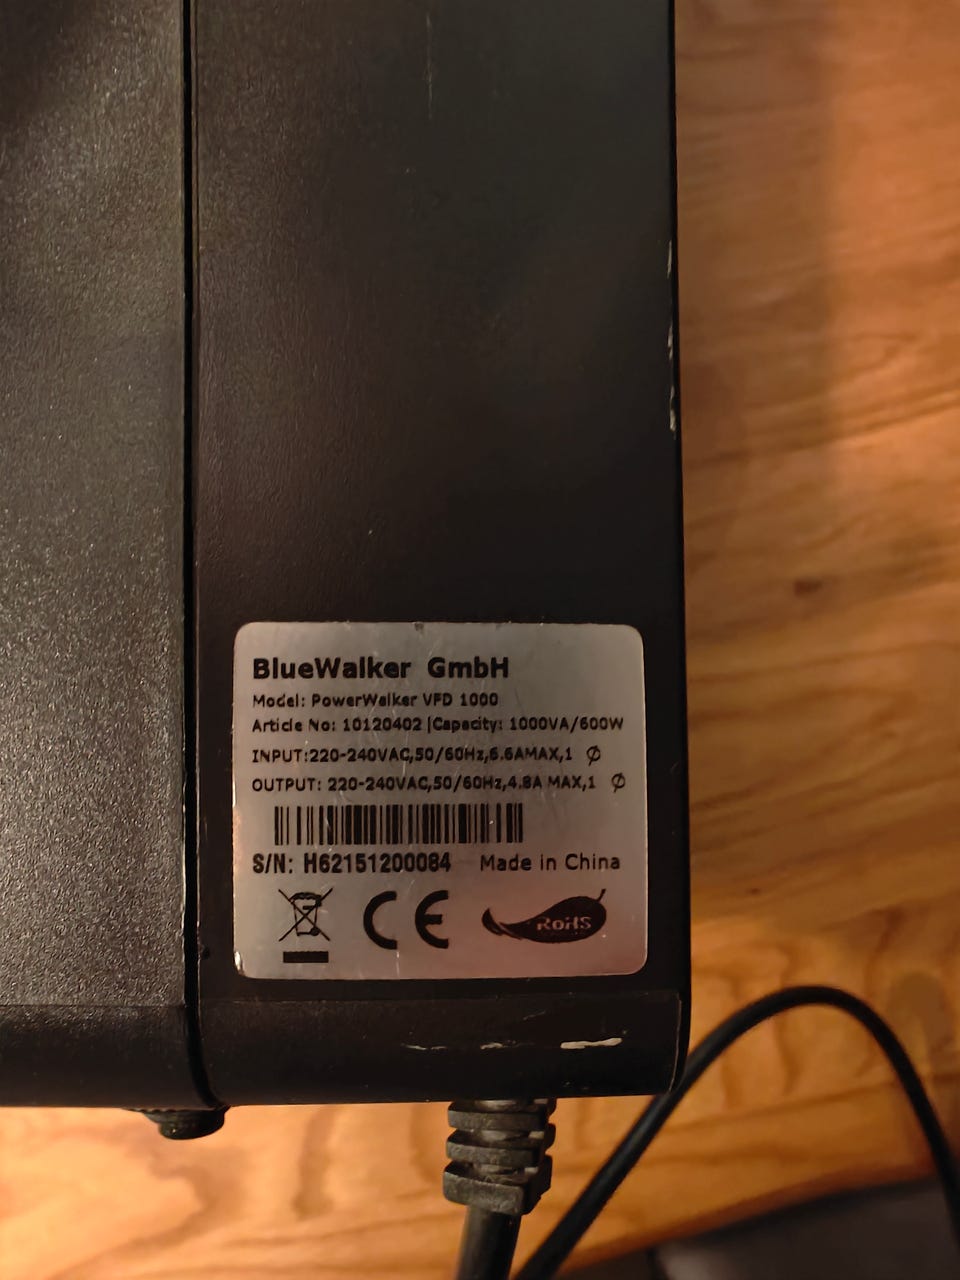 BlueWalker GmbH
Model: PowerWalker VFD 1000
Article No: 10120402 |Capacity: 1000VA/600W
INPUT:220-240VAC,50/60Hz,6.6AMAX,1 ∅
OUTPUT: 220-240VAC,50/60Hz,4.8A MAX,1 ∅
S/N: H62151200084 Made in China
CE RoHS